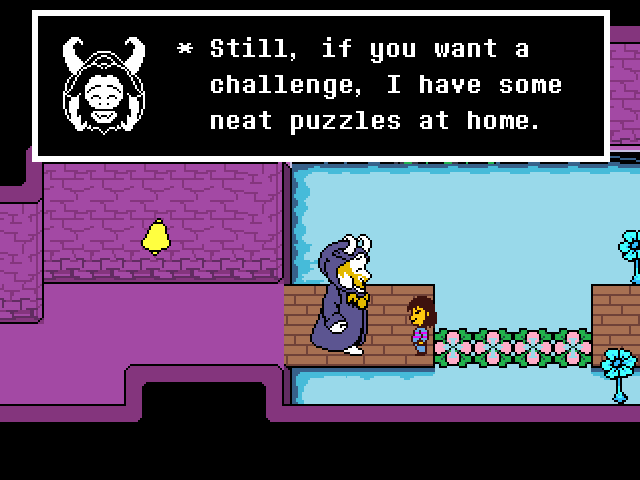 * Still, if you want a
challenge, I have some
neat puzzles at home.